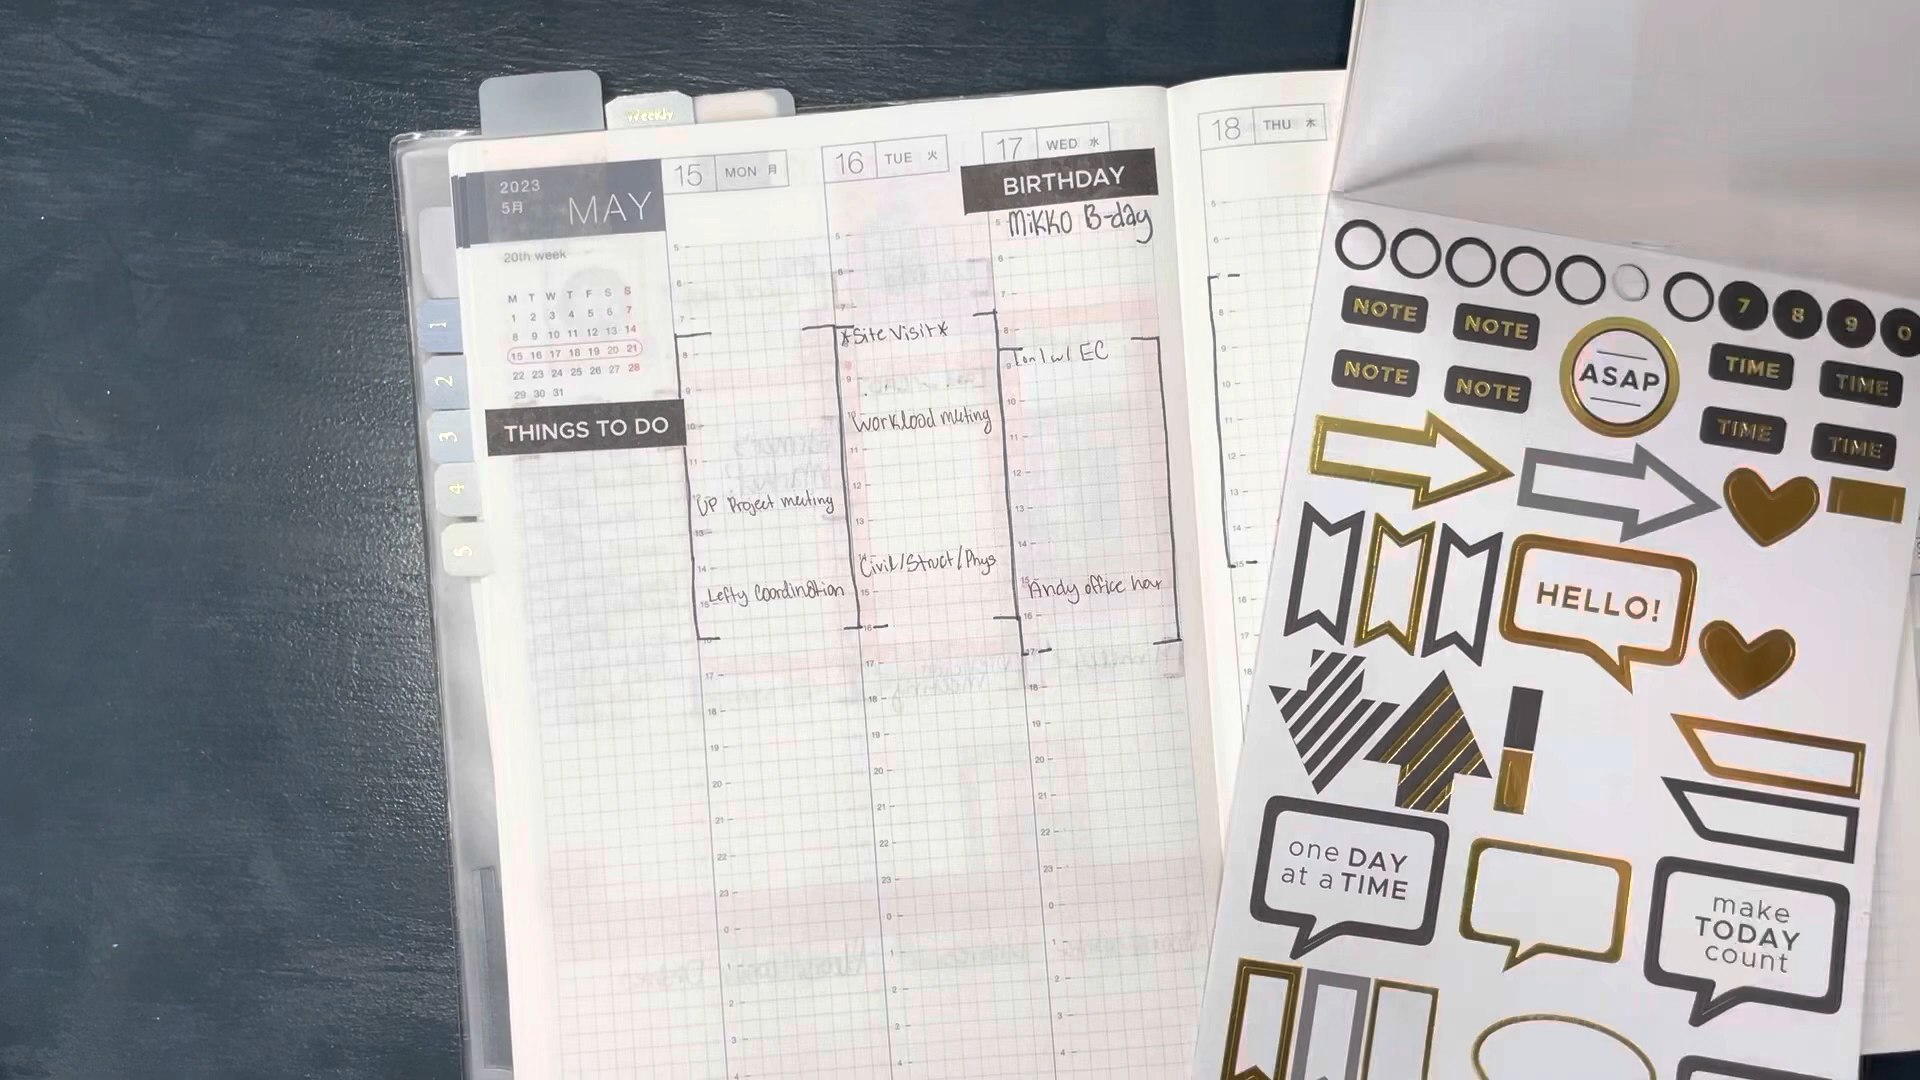 Weekly
2023
5月
MAY
20th week
M T W T F S S
1 2 3 4 5 6 7
8 9 10 11 12 13 14
15 16 17 18 19 20 21
22 23 24 25 26 27 28
29 30 31
THINGS TO DO
1
2
3
4
5
15 MON 月
UP Project meeting
Lefty Coordination
16 TUE 火
*Site Visit*
Workload meeting
Civil/Struct/Phys
17 WED 水
BIRTHDAY
Mikko B-day
1on1 w/ EC
Andy office hour
18 THU 木
7 8 9 0
NOTE NOTE
NOTE NOTE
ASAP
TIME TIME
TIME TIME
HELLO!
one DAY
at a TIME
make
TODAY
count